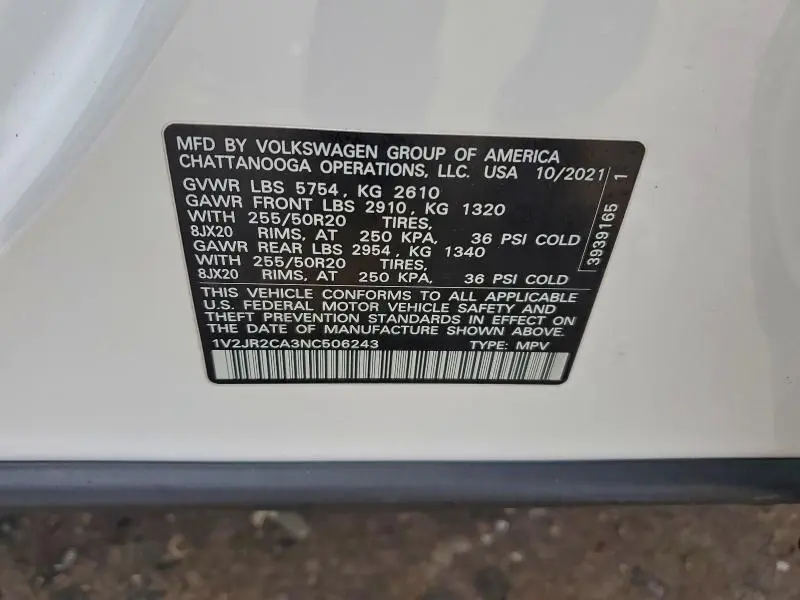 MFD BY VOLKSWAGEN GROUP OF AMERICA
CHATTANOOGA OPERATIONS, LLC. USA 10/2021
GVWR LBS 5754, KG 2610
GAWR FRONT LBS 2910, KG 1320
WITH 255/50R20 TIRES,
8JX20 RIMS, AT 250 KPA, 36 PSI COLD
GAWR REAR LBS 2954, KG 1340
WITH 255/50R20 TIRES,
8JX20 RIMS, AT 250 KPA, 36 PSI COLD
THIS VEHICLE CONFORMS TO ALL APPLICABLE
U.S. FEDERAL MOTOR VEHICLE SAFETY AND
THEFT PREVENTION STANDARDS IN EFFECT ON
THE DATE OF MANUFACTURE SHOWN ABOVE.
1V2JR2CA3NC506243 TYPE: MPV
3939165 1